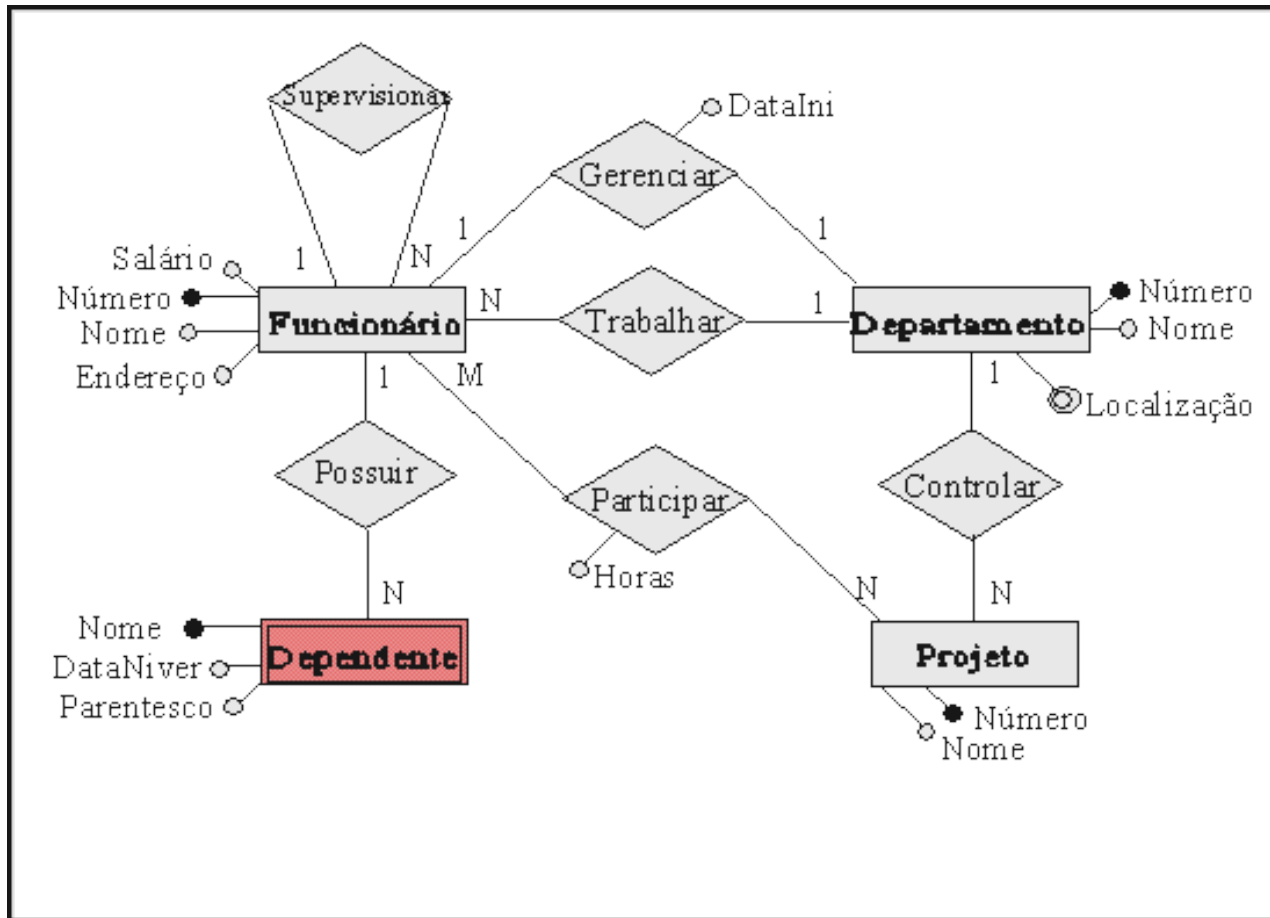 Supervisionar
DataIni
Gerenciar
1
1
Salário
1
N
Número
Nome
Endereço
Funcionário
N
Trabalhar
1
Departamento
Número
Nome
Localização
1
M
1
Possuir
Participar
Controlar
Horas
N
N
N
Nome
DataNiver
Parentesco
Dependente
Projeto
Número
Nome